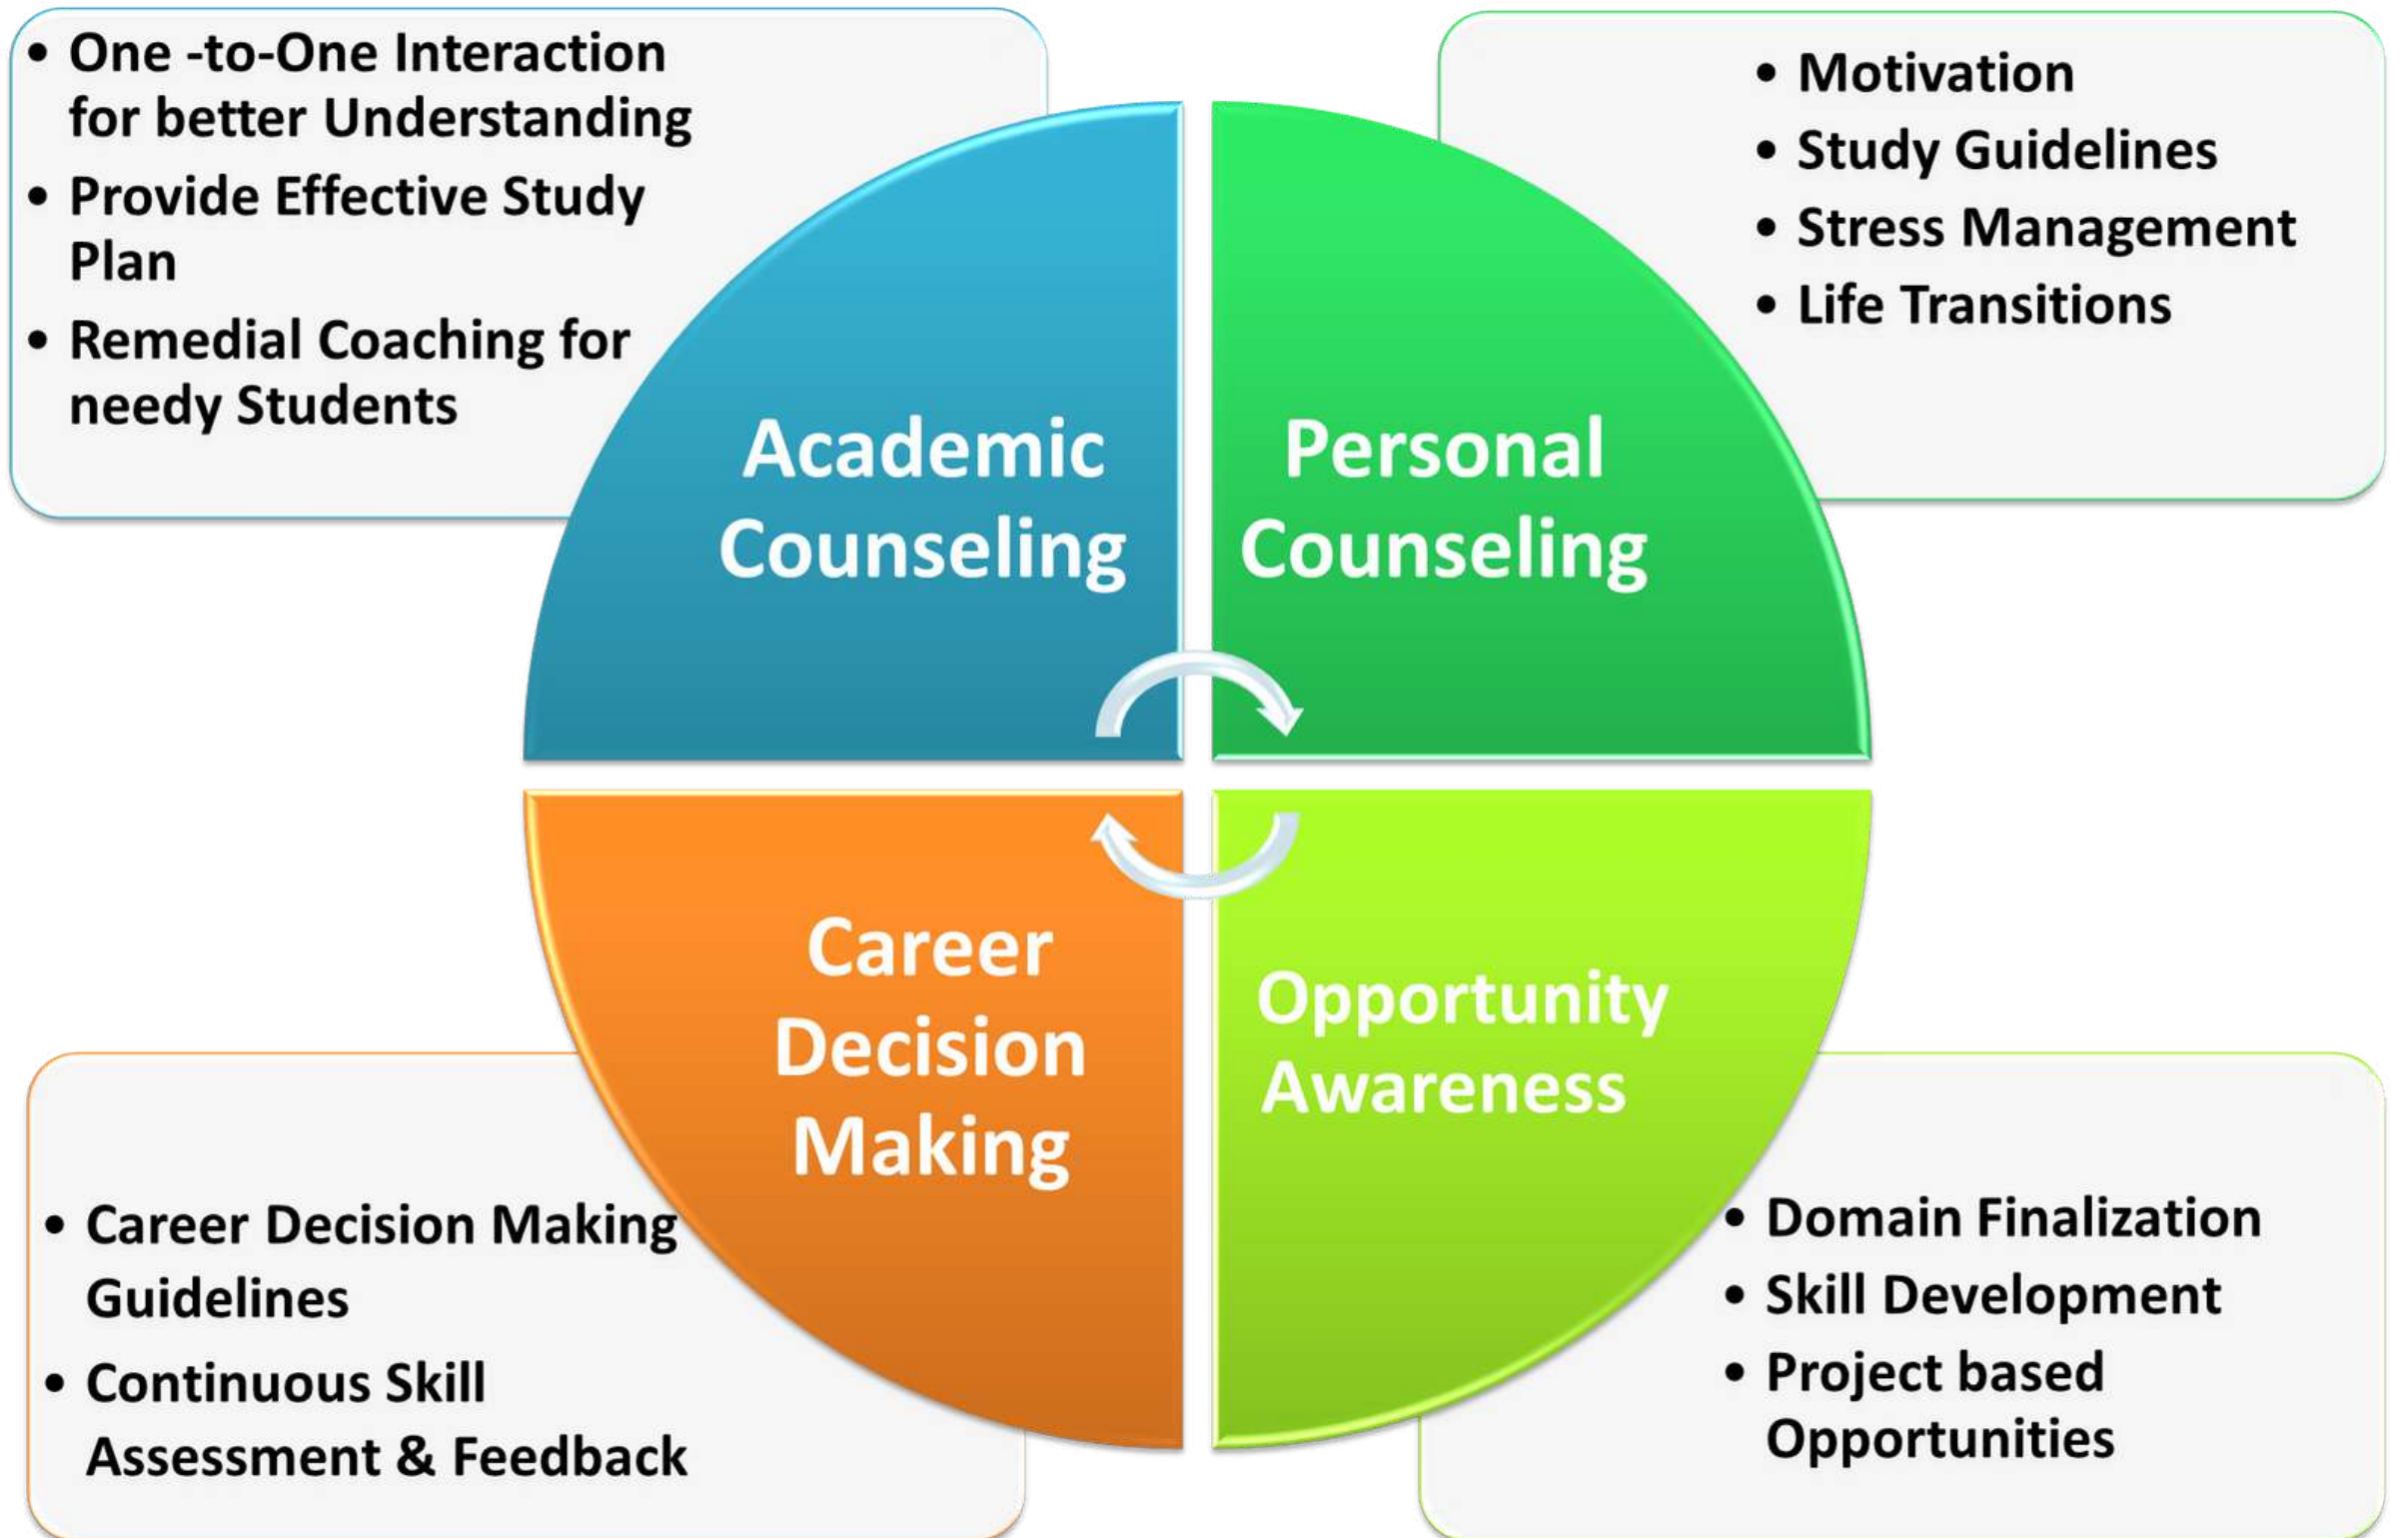 • One -to-One Interaction
for better Understanding
• Provide Effective Study
Plan
• Remedial Coaching for
needy Students
• Motivation
• Study Guidelines
• Stress Management
• Life Transitions
Academic
Counseling
Personal
Counseling
Career
Decision
Making
Opportunity
Awareness
• Career Decision Making
Guidelines
• Continuous Skill
Assessment & Feedback
• Domain Finalization
• Skill Development
• Project based
Opportunities